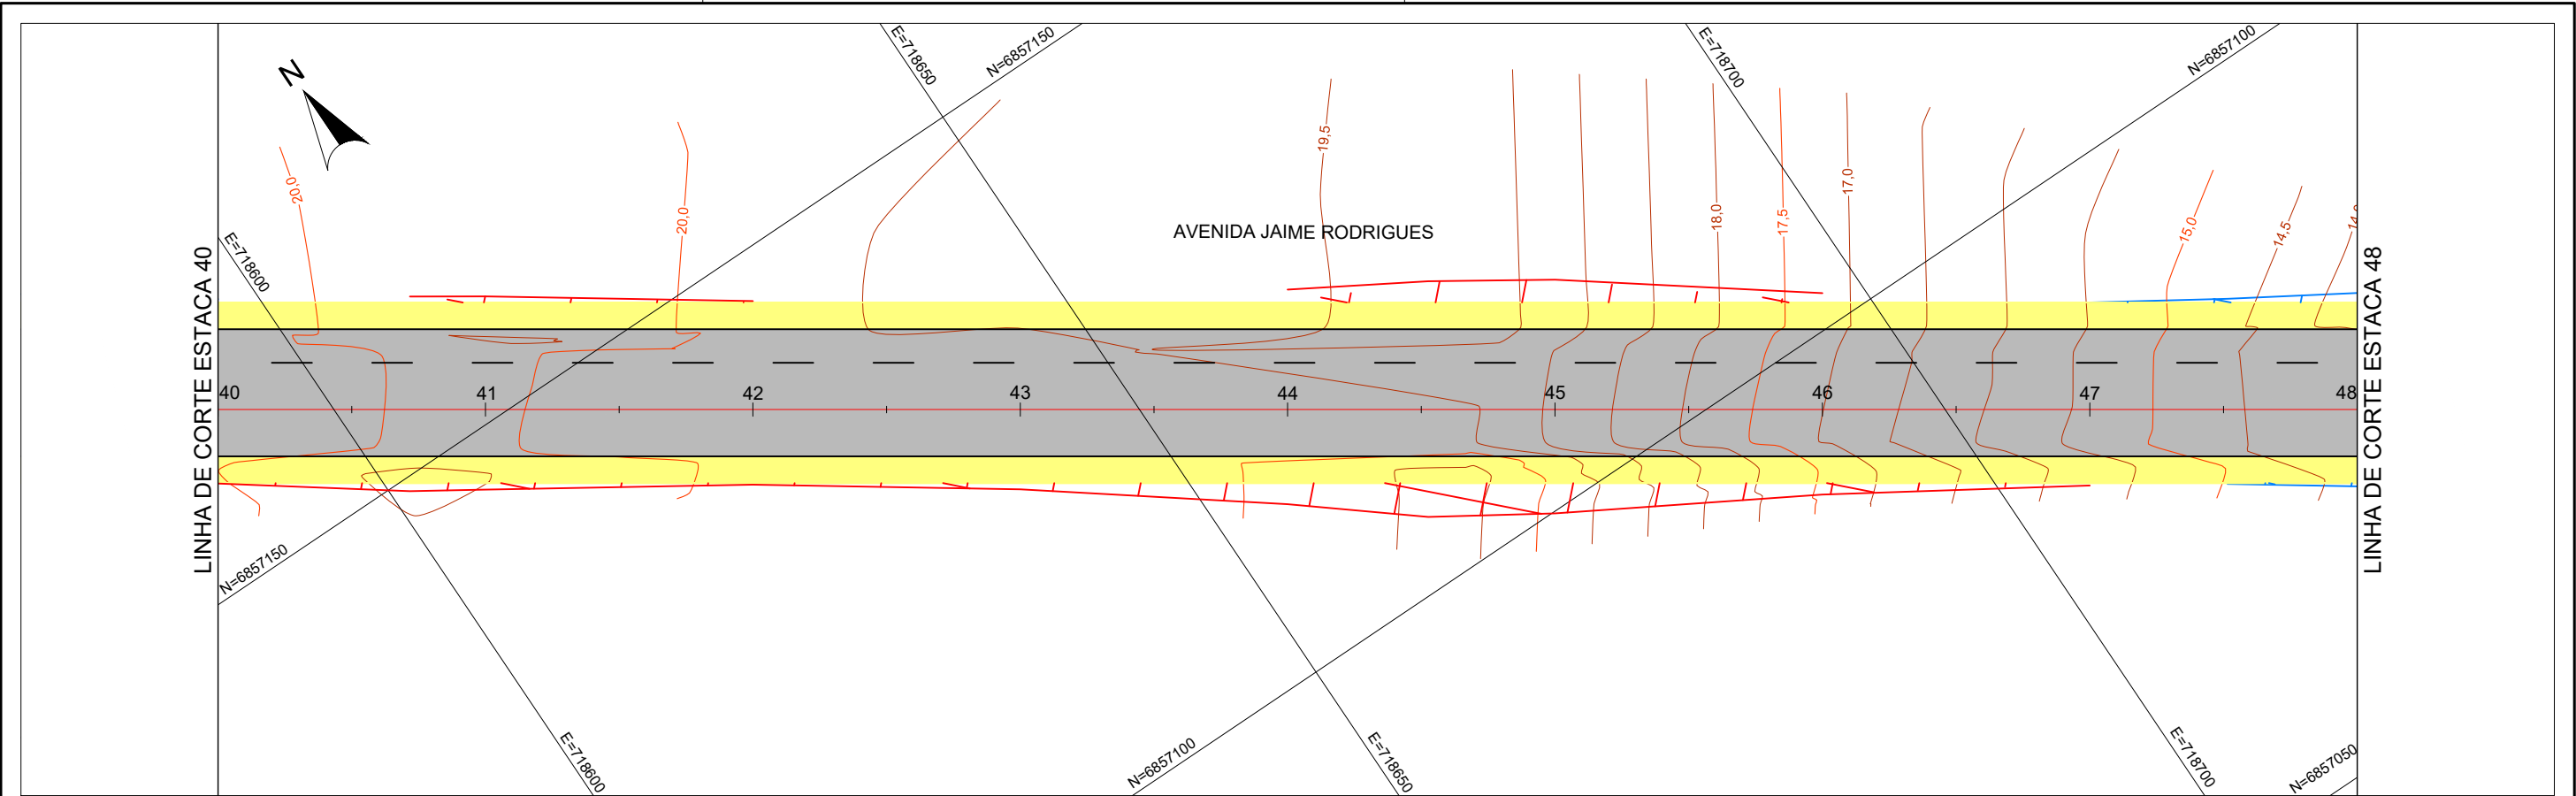 E=718650
N=6857150
E=718700
N=6857100
N
19,5
20,0
17,0
20,0
18,0
17,5
15,0
14,5
AVENIDA JAIME RODRIGUES
E=718600
LINHA DE CORTE ESTACA 40
LINHA DE CORTE ESTACA 48
40 41 42 43 44 45 46 47 48
N=6857150
E=718600
N=6857100
E=718650
E=718700
N=6857050